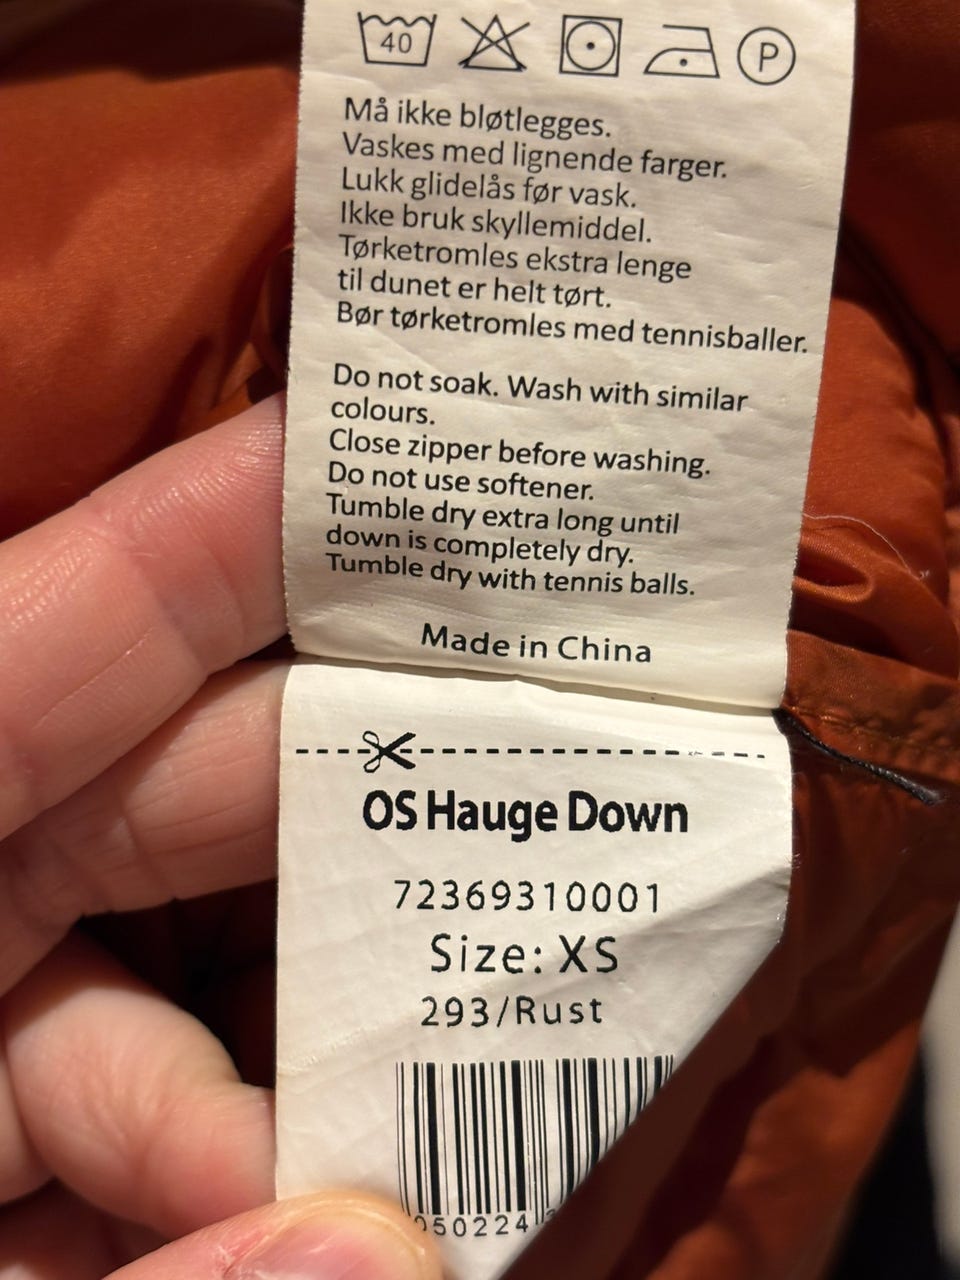 40 P
Må ikke bløtlegges.
Vaskes med lignende farger.
Lukk glidelås før vask.
Ikke bruk skyllemiddel.
Tørketromles ekstra lenge
til dunet er helt tørt.
Bør tørketromles med tennisballer.
Do not soak. Wash with similar
colours.
Close zipper before washing.
Do not use softener.
Tumble dry extra long until
down is completely dry.
Tumble dry with tennis balls.
Made in China
OS Hauge Down
72369310001
Size: XS
293/Rust